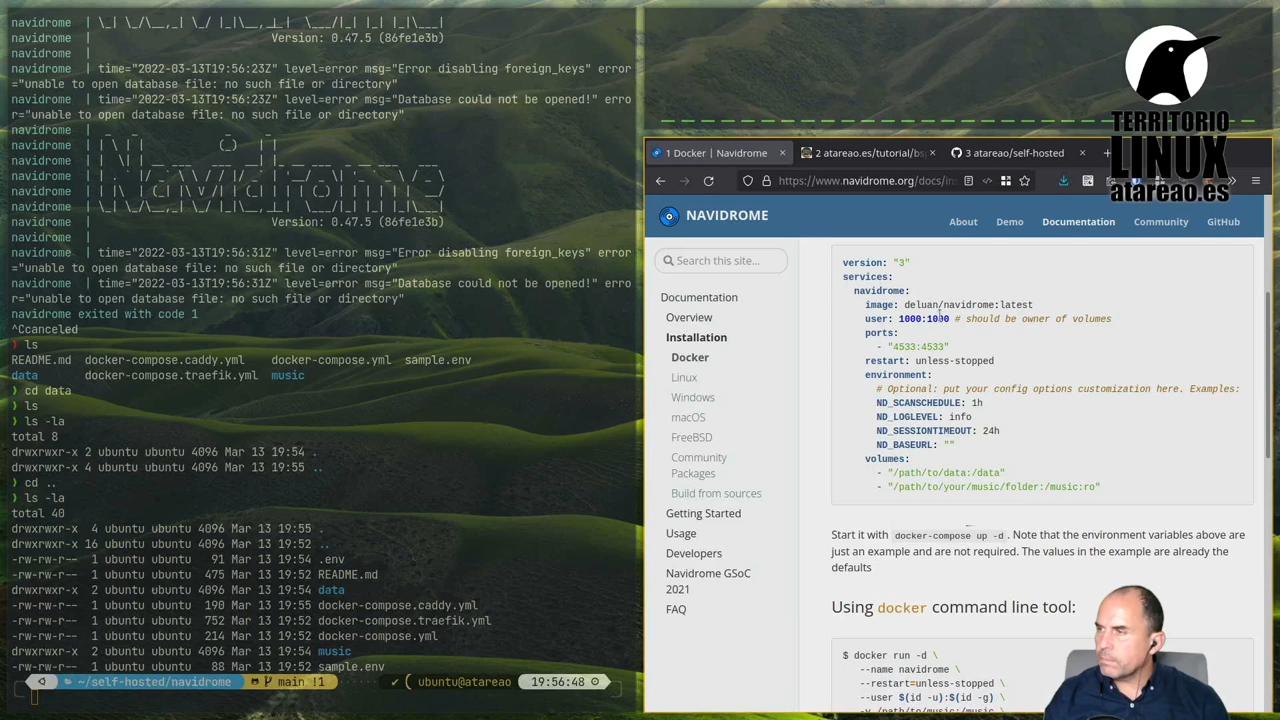 navidrome  | \_| \_/\__,_| \_/ |_|\__,_|_|  \___/|_| |_| |_|\___|
navidrome  |                        Version: 0.47.5 (86fe1e3b)
navidrome  |
navidrome  |
navidrome  | time="2022-03-13T19:56:23Z" level=error msg="Error disabling foreign_keys" error
="unable to open database file: no such file or directory"
navidrome  | time="2022-03-13T19:56:23Z" level=error msg="Database could not be opened!" erro
r="unable to open database file: no such file or directory"
navidrome  |
navidrome  |
navidrome  |
navidrome  |
navidrome  |
navidrome  |                        Version: 0.47.5 (86fe1e3b)
navidrome  |
navidrome  | time="2022-03-13T19:56:31Z" level=error msg="Error disabling foreign_keys" error
="unable to open database file: no such file or directory"
navidrome  | time="2022-03-13T19:56:31Z" level=error msg="Database could not be opened!" erro
r="unable to open database file: no such file or directory"
navidrome exited with code 1
^Ccanceled
❯ ls
README.md  docker-compose.caddy.yml    docker-compose.yml  sample.env
data       docker-compose.traefik.yml  music
❯ cd data
❯ ls
❯ ls -la
total 8
drwxrwxr-x 2 ubuntu ubuntu 4096 Mar 13 19:54 .
drwxrwxr-x 4 ubuntu ubuntu 4096 Mar 13 19:55 ..
❯ cd ..
❯ ls -la
total 40
drwxrwxr-x  4 ubuntu ubuntu 4096 Mar 13 19:55 .
drwxrwxr-x 16 ubuntu ubuntu 4096 Mar 13 19:52 ..
-rw-rw-r--  1 ubuntu ubuntu   91 Mar 13 19:54 .env
-rw-rw-r--  1 ubuntu ubuntu  475 Mar 13 19:52 README.md
drwxrwxr-x  2 ubuntu ubuntu 4096 Mar 13 19:54 data
-rw-rw-r--  1 ubuntu ubuntu  190 Mar 13 19:55 docker-compose.caddy.yml
-rw-rw-r--  1 ubuntu ubuntu  752 Mar 13 19:52 docker-compose.traefik.yml
-rw-rw-r--  1 ubuntu ubuntu  214 Mar 13 19:52 docker-compose.yml
drwxrwxr-x  2 ubuntu ubuntu 4096 Mar 13 19:52 music
-rw-rw-r--  1 ubuntu ubuntu   88 Mar 13 19:52 sample.env
~/self-hosted/navidrome main !1 ✔ ubuntu@atareao 19:56:48
TERRITORIO
LINUX
atareao.es
1 Docker | Navidrome
2 atareao.es/tutorial/bs
3 atareao/self-hosted
https://www.navidrome.org/docs/ins
NAVIDROME
About Demo Documentation Community GitHub
Search this site...
Documentation
Overview
Installation
Docker
Linux
Windows
macOS
FreeBSD
Community
Packages
Build from sources
Getting Started
Usage
Developers
Navidrome GSoC
2021
FAQ
version: "3"
services:
  navidrome:
    image: deluan/navidrome:latest
    user: 1000:1000 # should be owner of volumes
    ports:
      - "4533:4533"
    restart: unless-stopped
    environment:
      # Optional: put your config options customization here. Examples:
      ND_SCANSCHEDULE: 1h
      ND_LOGLEVEL: info
      ND_SESSIONTIMEOUT: 24h
      ND_BASEURL: ""
    volumes:
      - "/path/to/data:/data"
      - "/path/to/your/music/folder:/music:ro"
Start it with docker-compose up -d. Note that the environment variables above are
just an example and are not required. The values in the example are already the
defaults
Using docker command line tool:
$ docker run -d \
   --name navidrome \
   --restart=unless-stopped \
   --user $(id -u):$(id -g) \
   -v /path/to/music:/music \